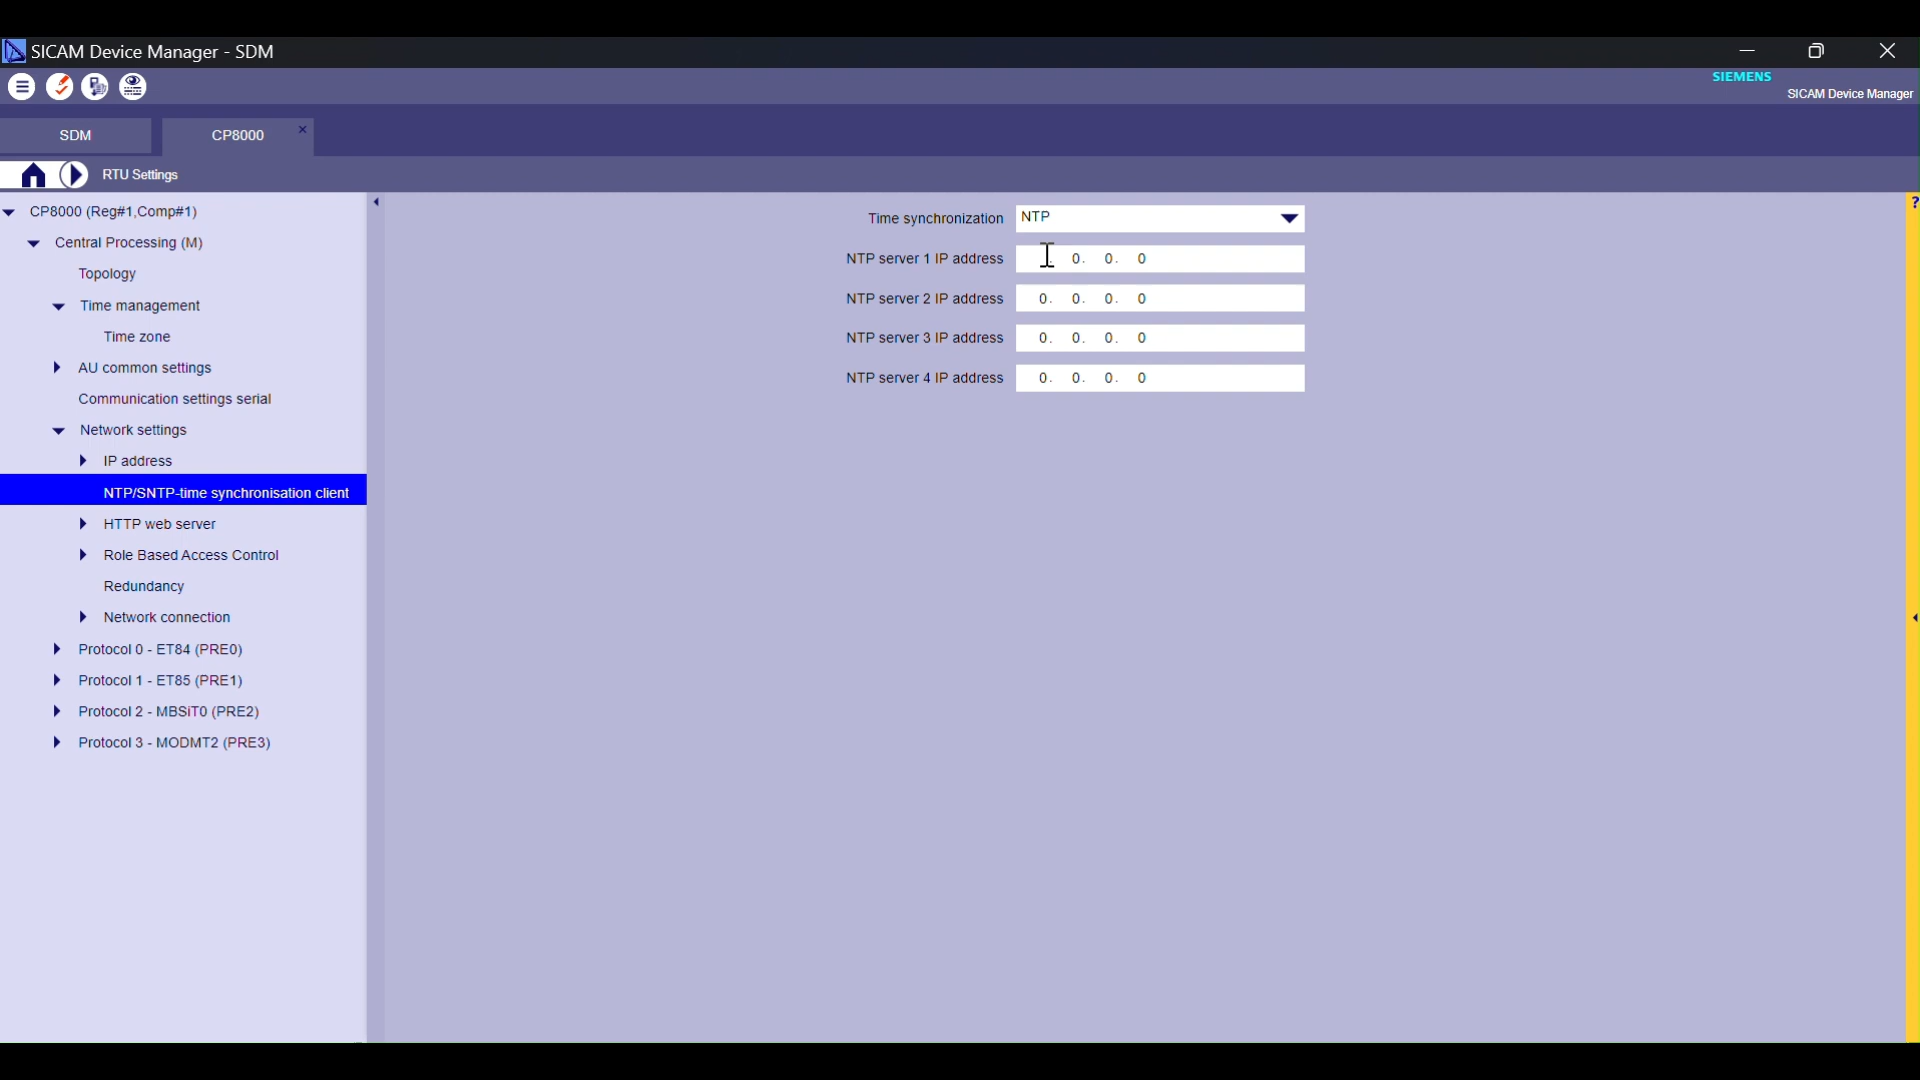 SICAM Device Manager - SDM
SIEMENS
SICAM Device Manager
SDM
CP8000
RTU Settings
CP8000 (Reg#1,Comp#1)
Central Processing (M)
Topology
Time management
Time zone
AU common settings
Communication settings serial
Network settings
IP address
NTP/SNTP-time synchronisation client
HTTP web server
Role Based Access Control
Redundancy
Network connection
Protocol 0 - ET84 (PRE0)
Protocol 1 - ET85 (PRE1)
Protocol 2 - MBSiT0 (PRE2)
Protocol 3 - MODMT2 (PRE3)
Time synchronization NTP
NTP server 1 IP address . 0. 0. 0
NTP server 2 IP address 0. 0. 0. 0
NTP server 3 IP address 0. 0. 0. 0
NTP server 4 IP address 0. 0. 0. 0
?